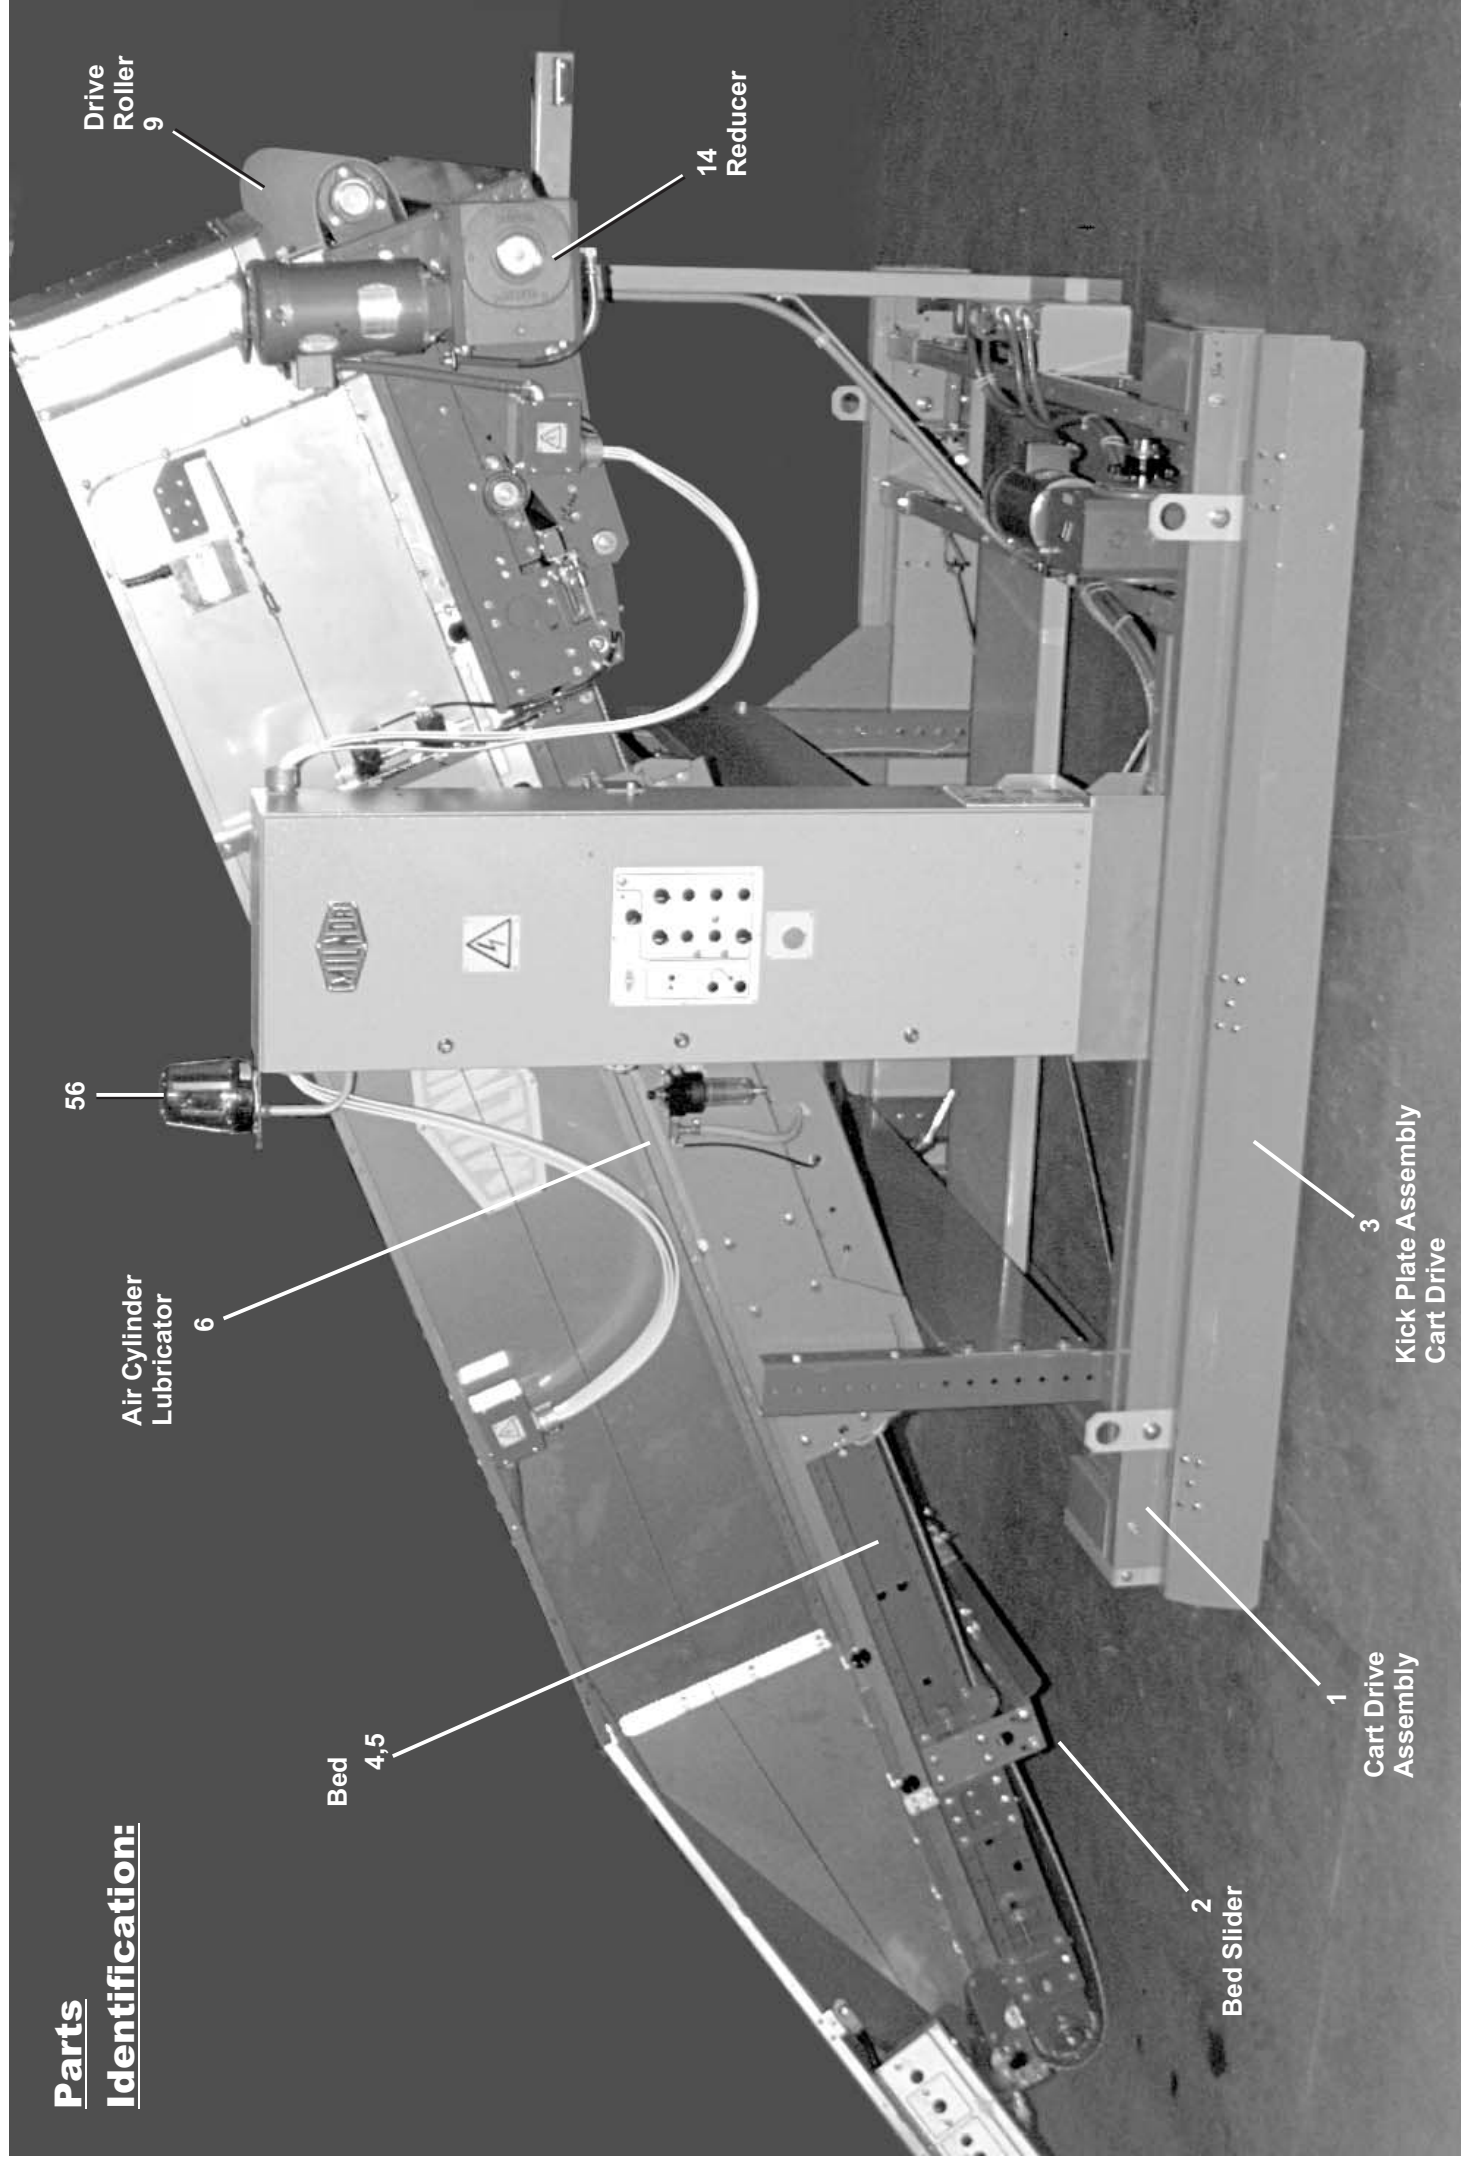 Parts
Identification:
Bed
4,5
Air Cylinder
Lubricator
6
56
Drive
Roller
9
14
Reducer
MILNOR
2
Bed Slider
1
Cart Drive
Assembly
3
Kick Plate Assembly
Cart Drive